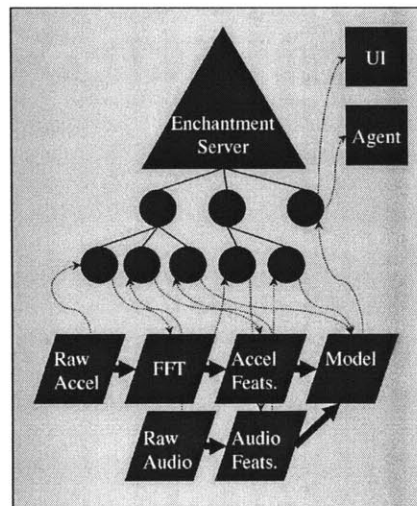 UI
Enchantment
Server
Agent
Raw
Accel
FFT
Accel
Feats.
Model
Raw
Audio
Audio
Feats.